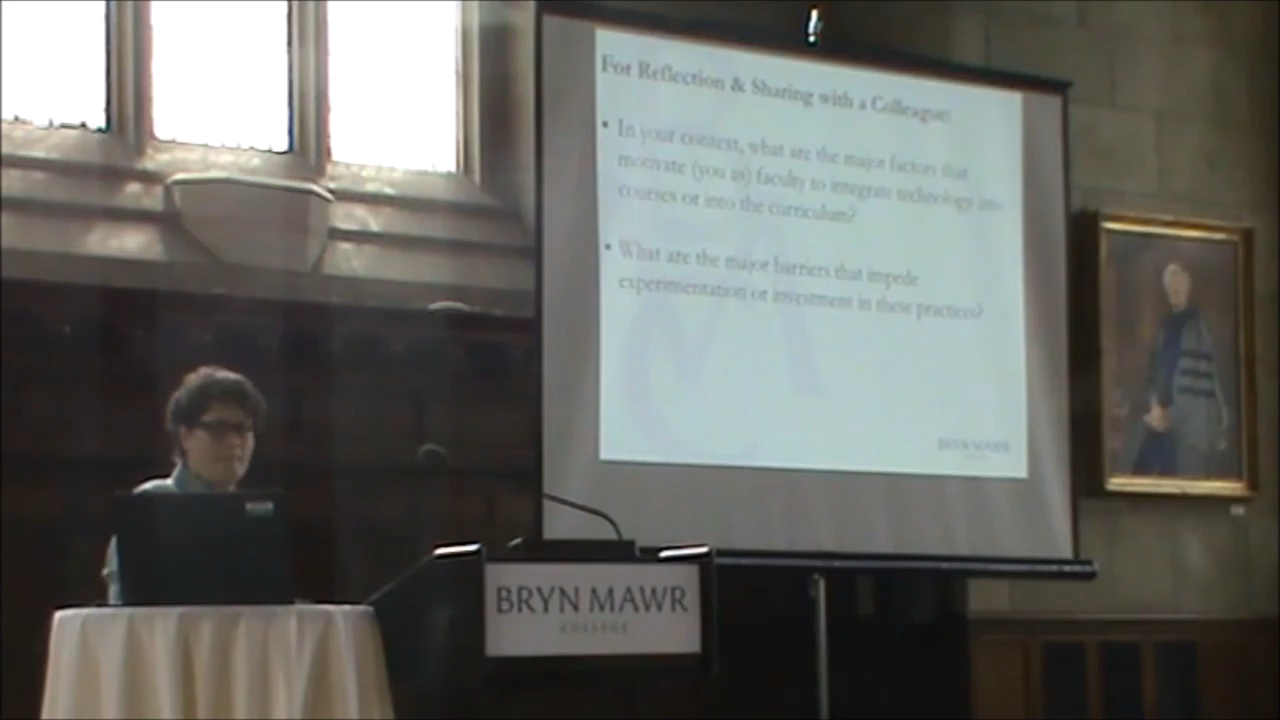 For Reflection & Sharing with a Colleague:
• In your context, what are the major factors that
motivate (you as) faculty to integrate technology into
courses or into the curriculum?
• What are the major barriers that impede
experimentation or investment in these practices?
BRYN MAWR
BRYN MAWR
COLLEGE